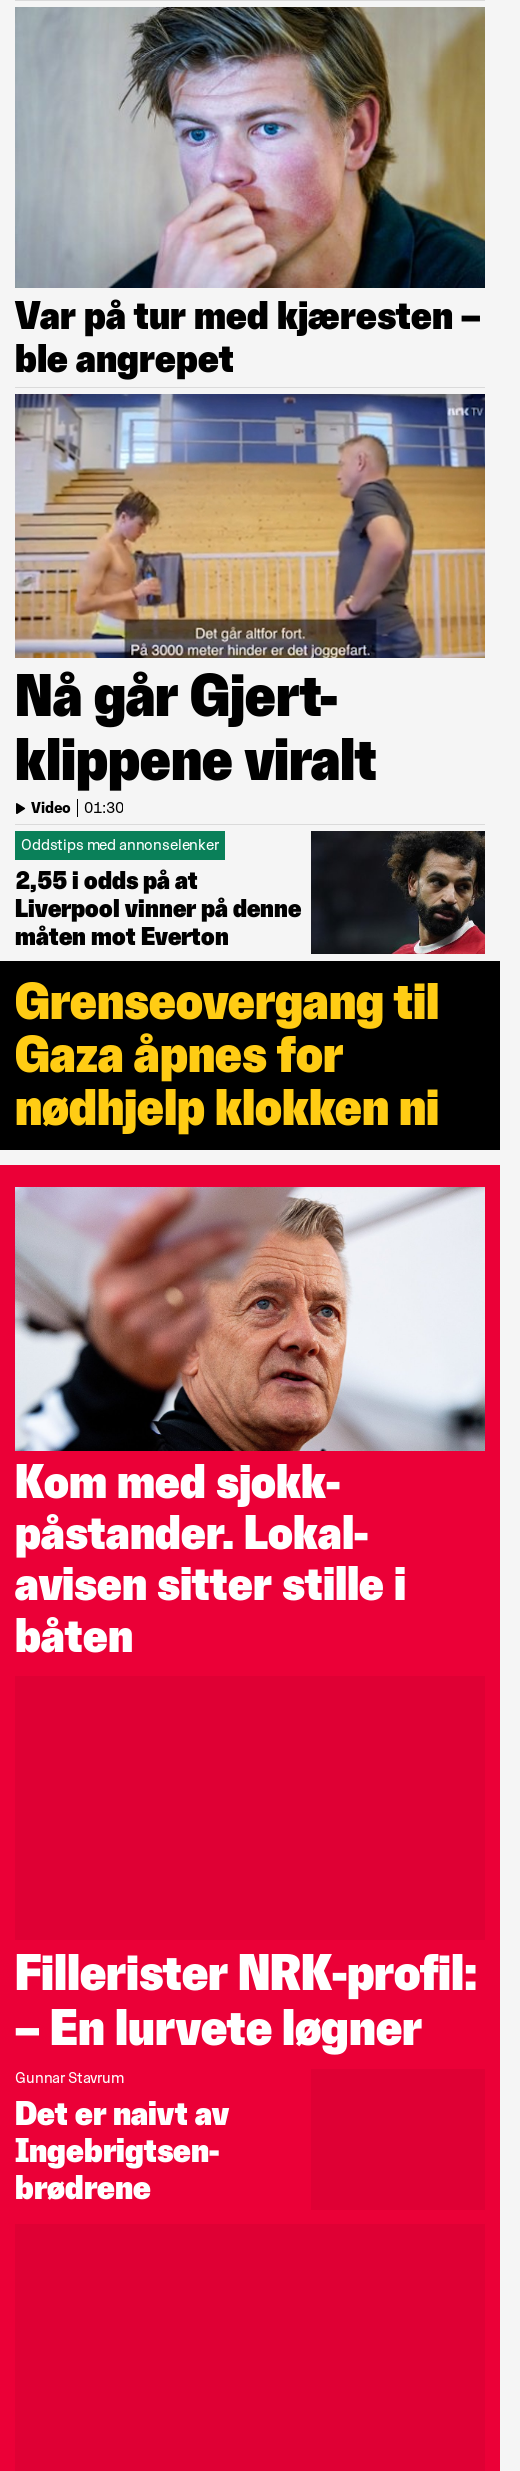 Var på tur med kjæresten –
ble angrepet
NRK TV
Det går altfor fort.
På 3000 meter hinder er det joggefart.
Nå går Gjert-
klippene viralt
Video | 01:30
Oddstips med annonselenker
2,55 i odds på at
Liverpool vinner på denne
måten mot Everton
Grenseovergang til
Gaza åpnes for
nødhjelp klokken ni
Kom med sjokk-
påstander. Lokal-
avisen sitter stille i
båten
Fillerister NRK-profil:
– En lurvete løgner
Gunnar Stavrum
Det er naivt av
Ingebrigtsen-
brødrene